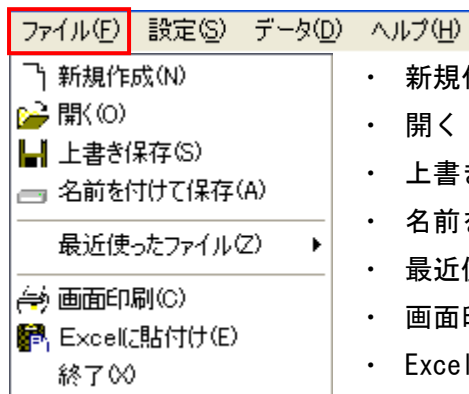 ファイル(F) 設定(S) データ(D) ヘルプ(H)
新規作成(N)
開く(O)
上書き保存(S)
名前を付けて保存(A)
最近使ったファイル(Z)
画面印刷(C)
Excelに貼付け(E)
終了(X)
・ 新規
・ 開く
・ 上書
・ 名前
・ 最近
・ 画面
・ Excel